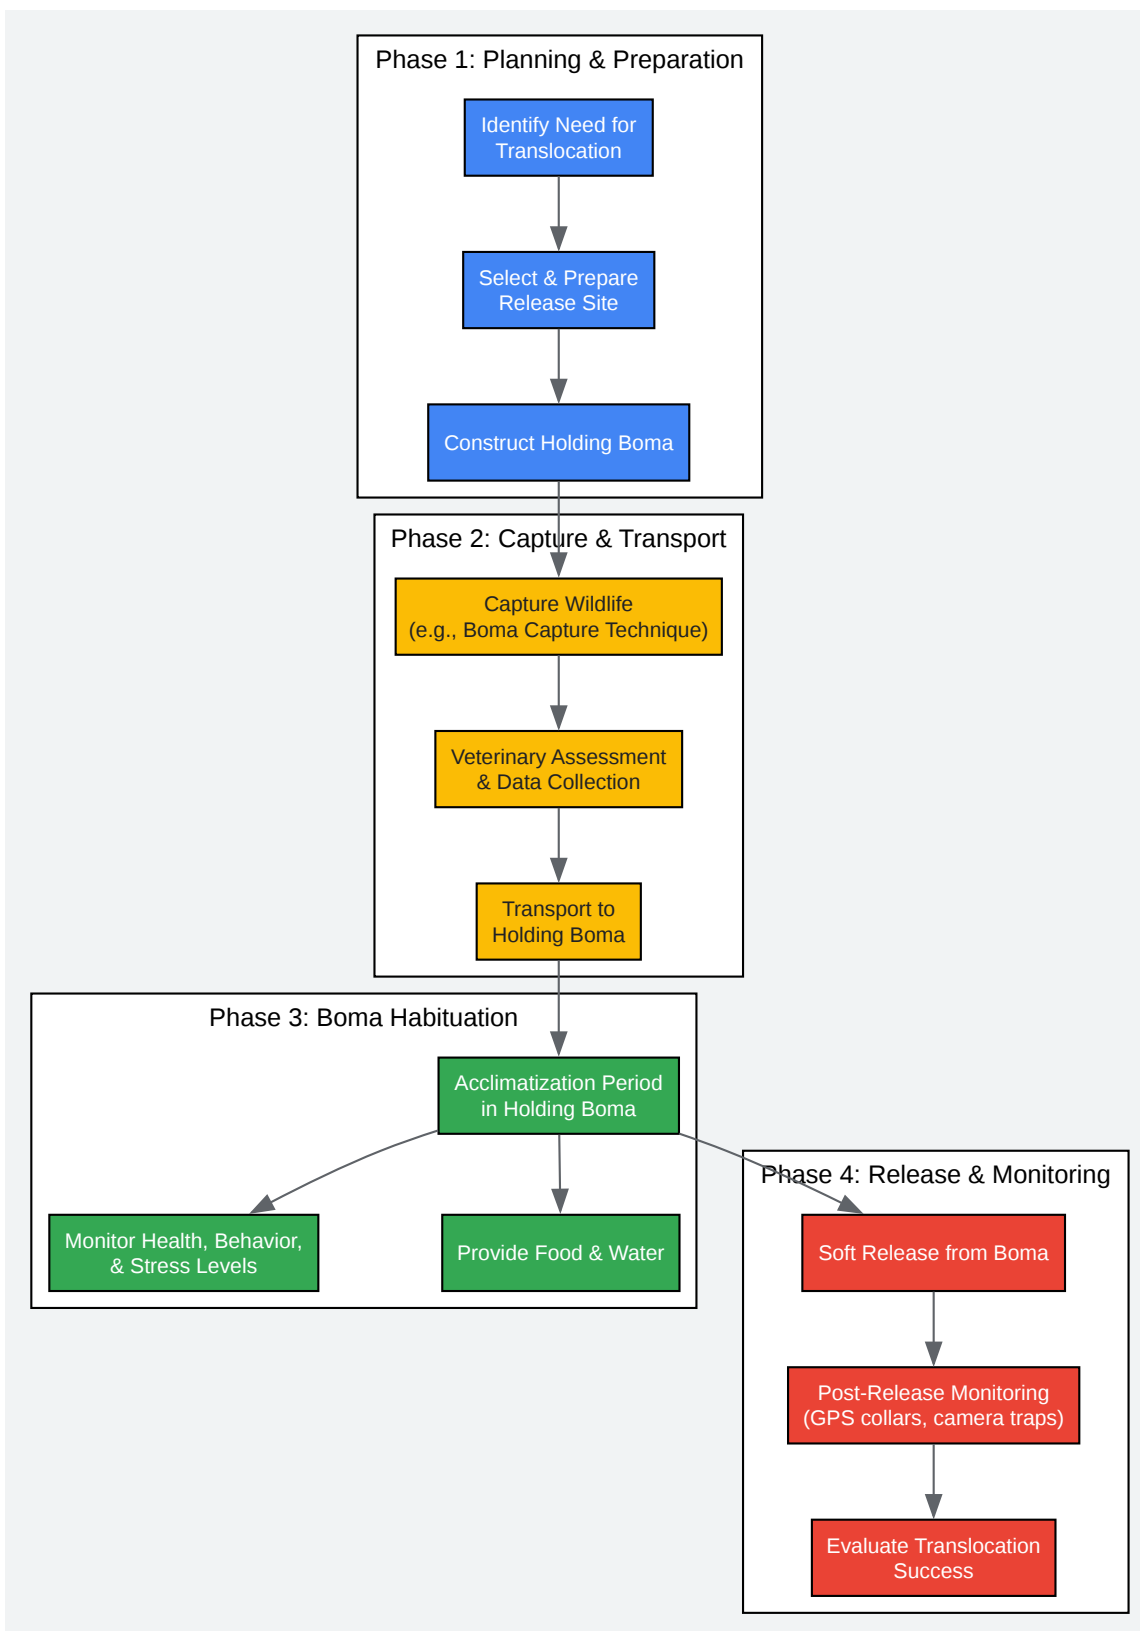 Phase 1: Planning & Preparation
Identify Need for
Translocation
Select & Prepare
Release Site
Construct Holding Boma
Phase 2: Capture & Transport
Capture Wildlife
(e.g., Boma Capture Technique)
Veterinary Assessment
& Data Collection
Transport to
Holding Boma
Phase 3: Boma Habituation
Acclimatization Period
in Holding Boma
Monitor Health, Behavior,
& Stress Levels
Provide Food & Water
Phase 4: Release & Monitoring
Soft Release from Boma
Post-Release Monitoring
(GPS collars, camera traps)
Evaluate Translocation
Success